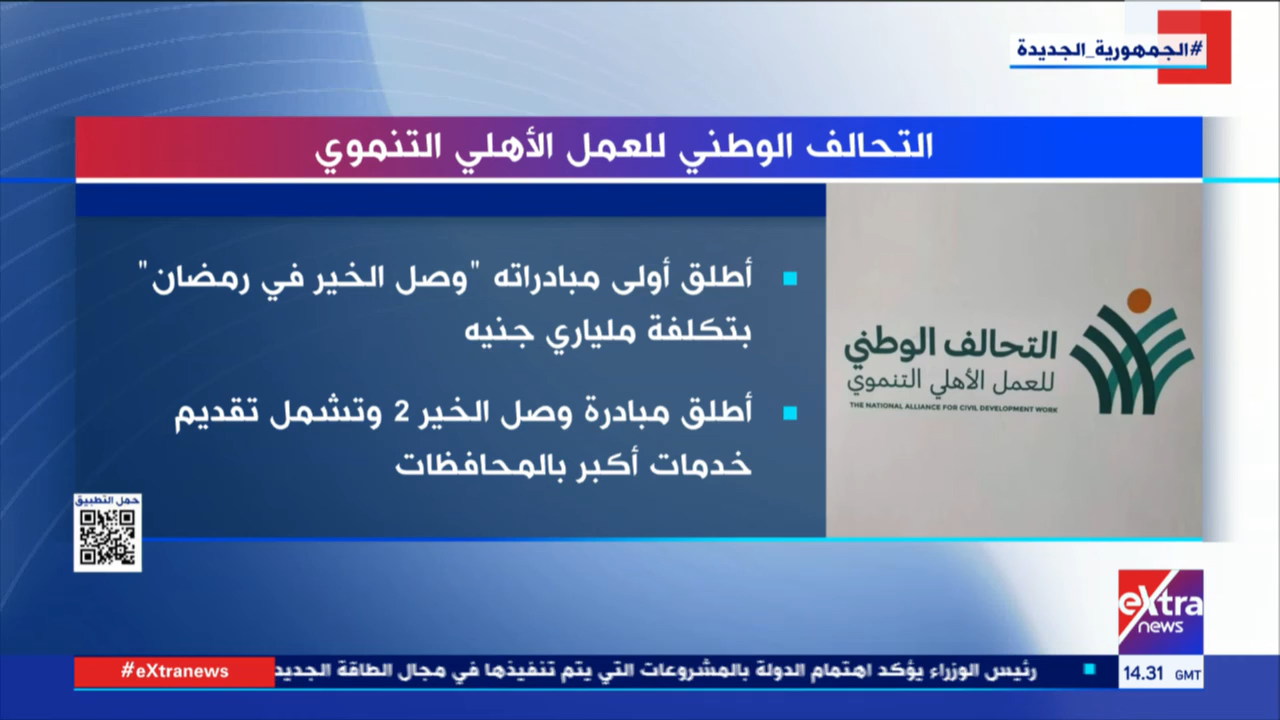 #الجمهورية_الجديدة
التحالف الوطني للعمل الأهلي التنموي
أطلق أولى مبادراته "وصل الخير في رمضان"
بتكلفة ملياري جنيه
أطلق مبادرة وصل الخير 2 وتشمل تقديم
خدمات أكبر بالمحافظات
التحالف الوطني
للعمل الأهلي التنموي
THE NATIONAL ALLIANCE FOR CIVIL DEVELOPMENT WORK
حمل التطبيق
eXtra
news
رئيس الوزراء يؤكد اهتمام الدولة بالمشروعات التي يتم تنفيذها في مجال الطاقة الجديد
#eXtranews
14.31 GMT